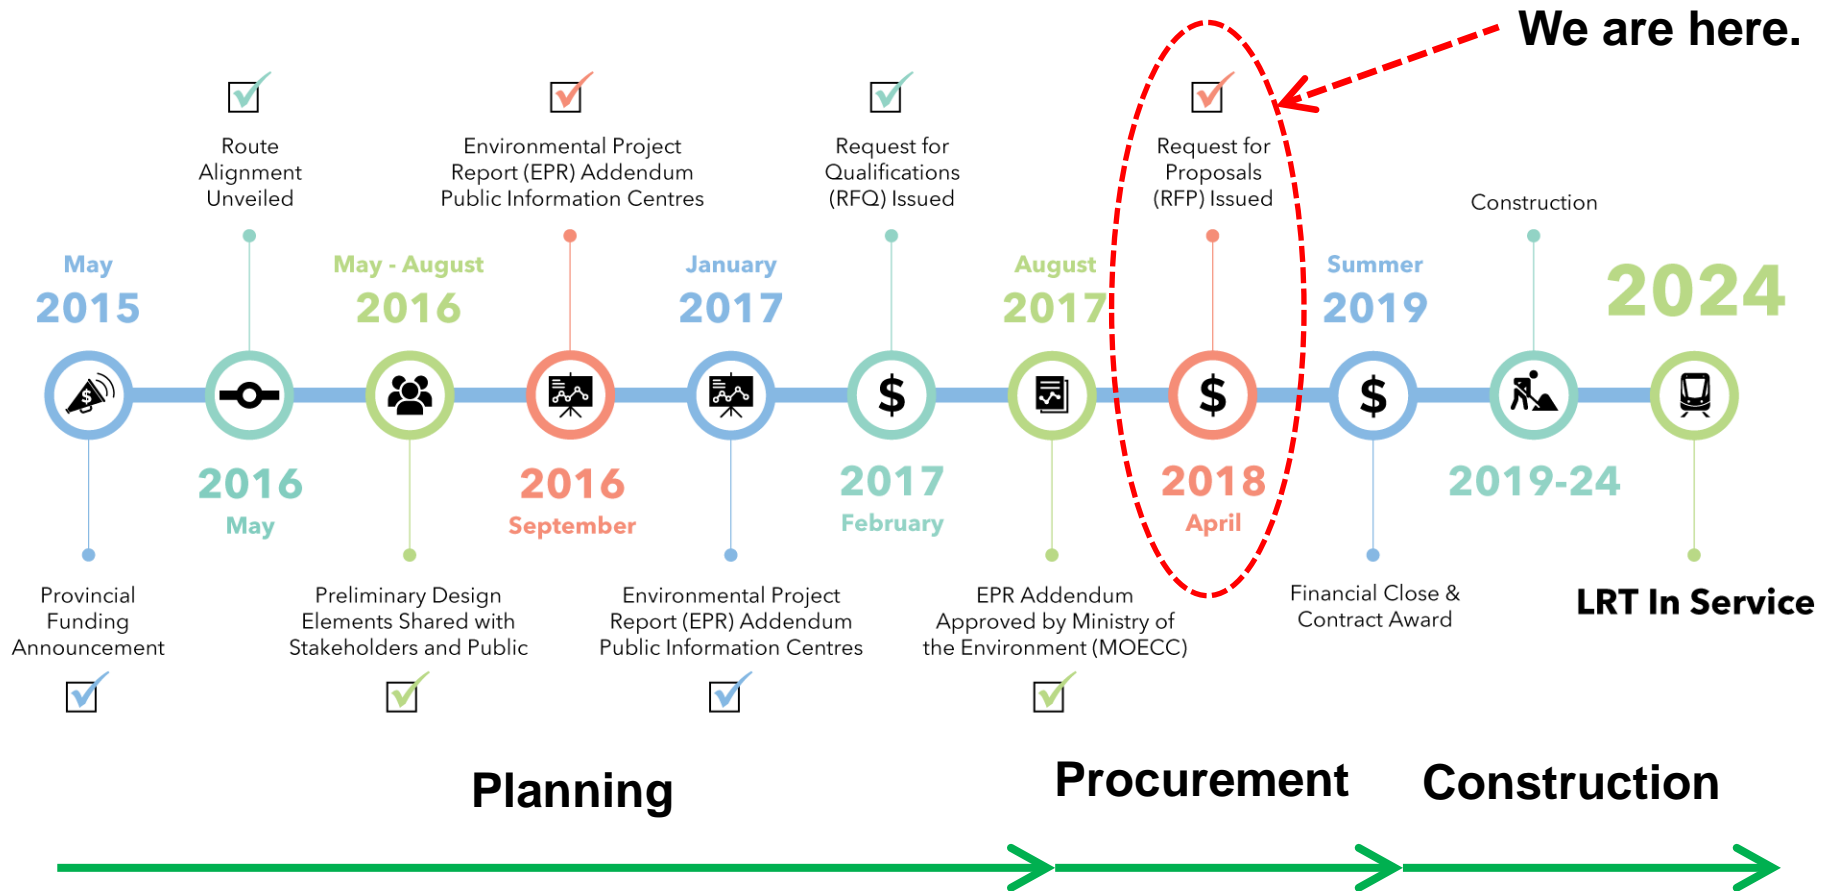 We are here.
Route
Alignment
Unveiled
Environmental Project
Report (EPR) Addendum
Public Information Centres
Request for
Qualifications
(RFQ) Issued
Request for
Proposals
(RFP) Issued
Construction
May
2015
May - August
2016
January
2017
August
2017
Summer
2019
2024
$
$
$
$
2016
May
2016
September
2017
February
2018
April
2019-24
Provincial
Funding
Announcement
Preliminary Design
Elements Shared with
Stakeholders and Public
Environmental Project
Report (EPR) Addendum
Public Information Centres
EPR Addendum
Approved by Ministry of
the Environment (MOECC)
Financial Close &
Contract Award
LRT In Service
Planning
Procurement
Construction